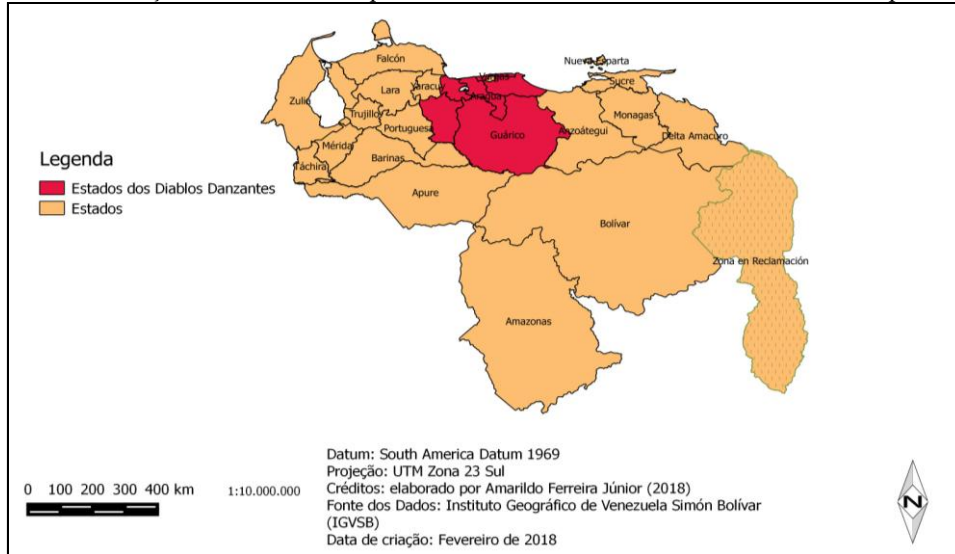 Falcón
Nueva Esparta
Vargas
Sucre
Lara
Yaracuy
Aragua
Zulia
Trujillo
Monagas
Portuguesa
Guárico
Anzoátegui
Delta Amacuro
Mérida
Barinas
Táchira
Apure
Bolívar
Zona en Reclamación
Amazonas
Legenda
Estados dos Diablos Danzantes
Estados
Datum: South America Datum 1969
Projeção: UTM Zona 23 Sul
0 100 200 300 400 km
1:10.000.000
Créditos: elaborado por Amarildo Ferreira Júnior (2018)
Fonte dos Dados: Instituto Geográfico de Venezuela Simón Bolívar
(IGVSB)
Data de criação: Fevereiro de 2018
N